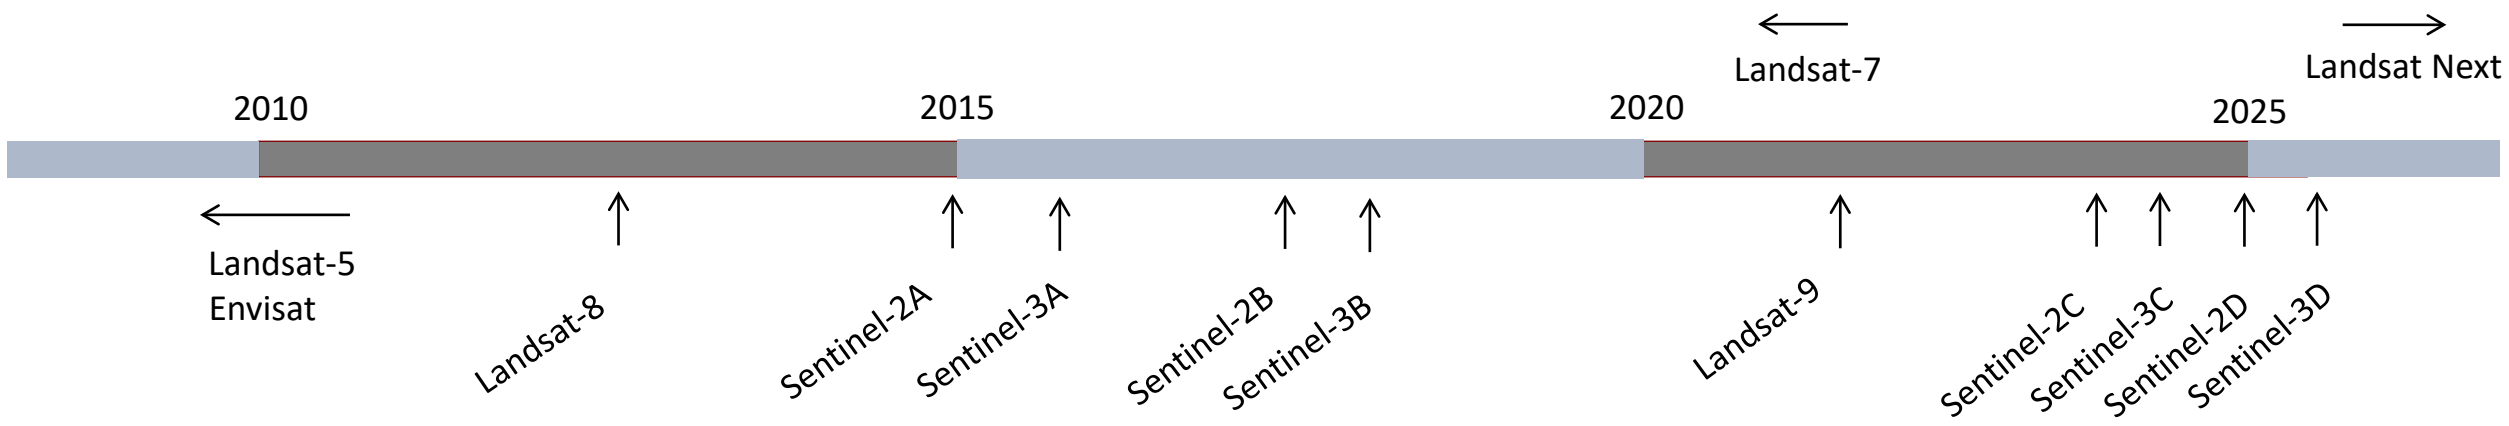 Landsat-7
Landsat Next
2010
2015
2020
2025
Landsat-5
Envisat
Landsat-8
Sentinel-2A
Sentinel-3A
Sentinel-2B
Sentinel-3B
Landsat-9
Sentinel-2C
Sentinel-3C
Sentinel-2D
Sentinel-3D